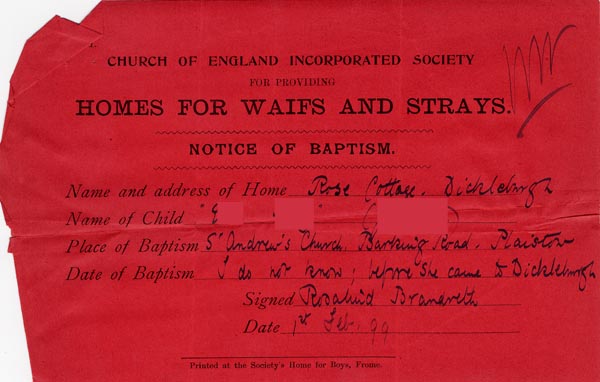 CHURCH OF ENGLAND INCORPORATED SOCIETY
FOR PROVIDING
HOMES FOR WAIFS AND STRAYS.
NOTICE OF BAPTISM.
Name and address of Home Rose Cottage. Dickleburgh
Name of Child "E
Place of Baptism St Andrew's Church, Barking Road, Plaistow
Date of Baptism I do not know; before she came to Dickleburgh
Signed Rosalind Brandreth
Date 1st Feb. 99
Printed at the Society's Home for Boys, Frome.